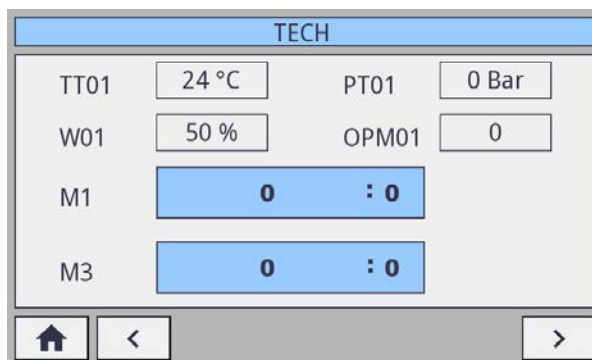 TECH
TT01 24 °C PT01 0 Bar
W01 50 % OPM01 0
M1 0 : 0
M3 0 : 0
< >